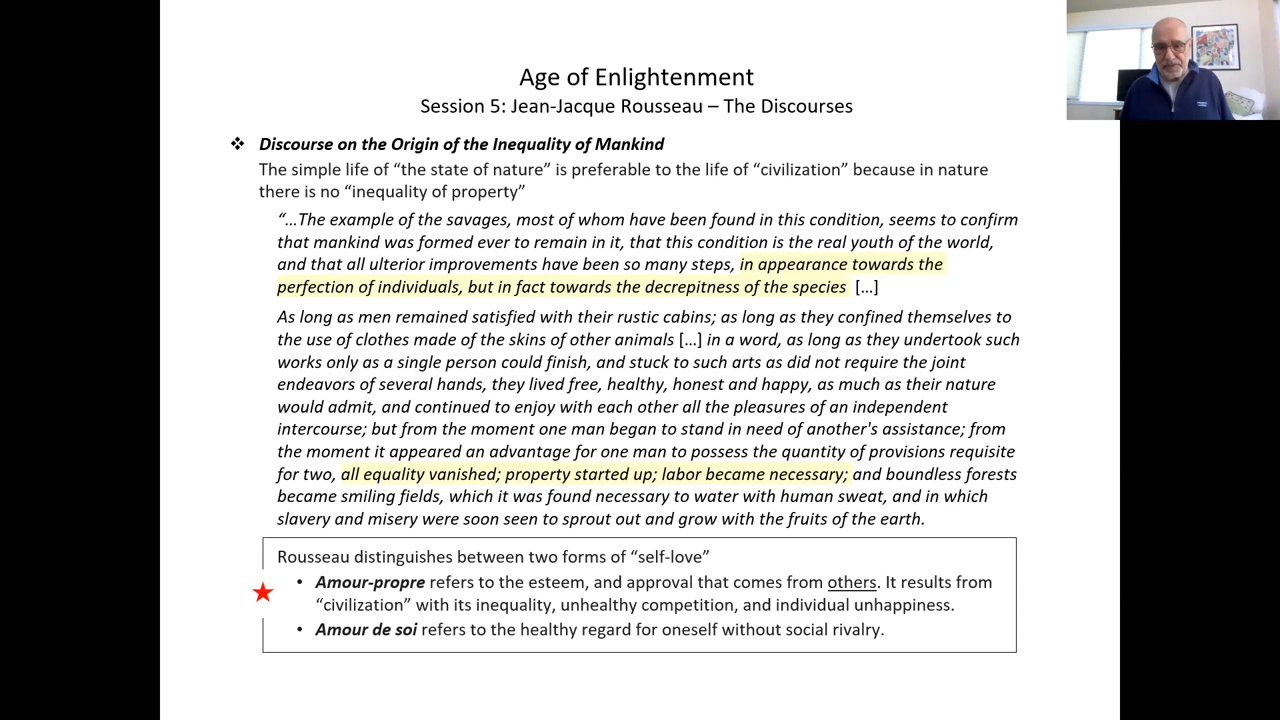 Age of Enlightenment
Session 5: Jean-Jacque Rousseau – The Discourses
❖ Discourse on the Origin of the Inequality of Mankind
The simple life of “the state of nature” is preferable to the life of “civilization” because in nature
there is no “inequality of property”
“...The example of the savages, most of whom have been found in this condition, seems to confirm
that mankind was formed ever to remain in it, that this condition is the real youth of the world,
and that all ulterior improvements have been so many steps, in appearance towards the
perfection of individuals, but in fact towards the decrepitness of the species [...]
As long as men remained satisfied with their rustic cabins; as long as they confined themselves to
the use of clothes made of the skins of other animals [...] in a word, as long as they undertook such
works only as a single person could finish, and stuck to such arts as did not require the joint
endeavors of several hands, they lived free, healthy, honest and happy, as much as their nature
would admit, and continued to enjoy with each other all the pleasures of an independent
intercourse; but from the moment one man began to stand in need of another's assistance; from
the moment it appeared an advantage for one man to possess the quantity of provisions requisite
for two, all equality vanished; property started up; labor became necessary; and boundless forests
became smiling fields, which it was found necessary to water with human sweat, and in which
slavery and misery were soon seen to sprout out and grow with the fruits of the earth.
Rousseau distinguishes between two forms of “self-love”
• Amour-propre refers to the esteem, and approval that comes from others. It results from
“civilization” with its inequality, unhealthy competition, and individual unhappiness.
• Amour de soi refers to the healthy regard for oneself without social rivalry.